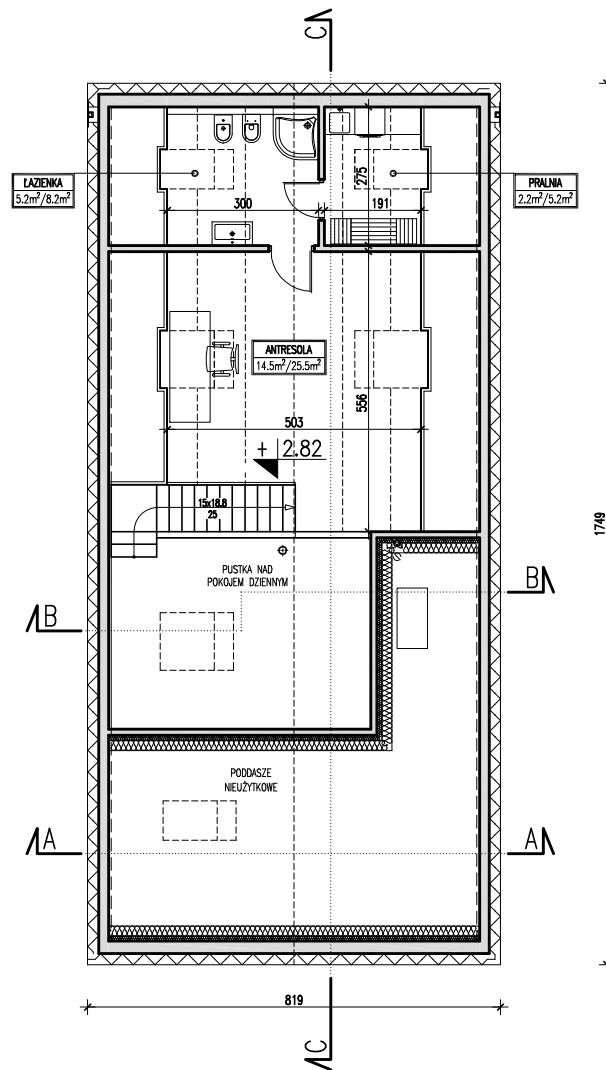 C
ŁAZIENKA
5.2m²/8.2m²
PRALNIA
2.2m²/5.2m²
275
300
191
ANTRESOLA
14.5m²/25.5m²
556
503
+ 2.82
15x18.8
25
1749
PUSTKA NAD
POKOJEM DZIENNYM
B
B
PODDASZE
NIEUŻYTKOWE
A
A
819
C